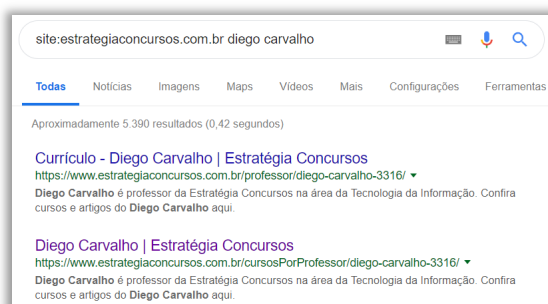 site:estrategiaconcursos.com.br diego carvalho
Todas Notícias Imagens Maps Vídeos Mais Configurações Ferramentas
Aproximadamente 5.390 resultados (0,42 segundos)
Currículo - Diego Carvalho | Estratégia Concursos
https://www.estrategiaconcursos.com.br/professor/diego-carvalho-3316/
Diego Carvalho é professor da Estratégia Concursos na área da Tecnologia da Informação. Confira
cursos e artigos do Diego Carvalho aqui.
Diego Carvalho | Estratégia Concursos
https://www.estrategiaconcursos.com.br/cursosPorProfessor/diego-carvalho-3316/
Diego Carvalho é professor da Estratégia Concursos na área da Tecnologia da Informação. Confira
cursos e artigos do Diego Carvalho aqui.